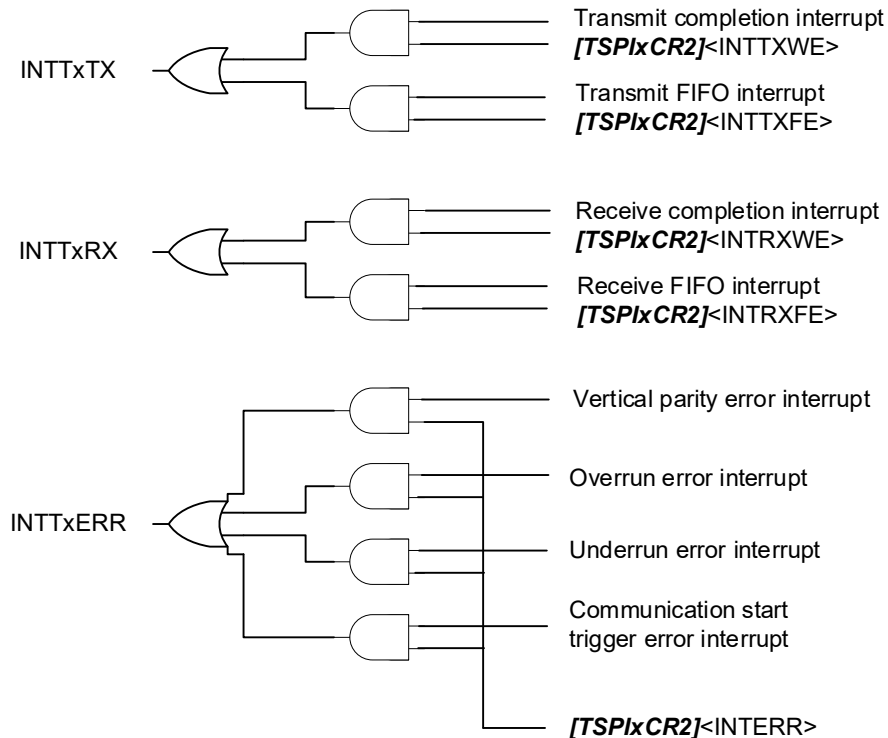 Transmit completion interrupt
[TSPIxCR2]<INTTXWE>
INTTxTX
Transmit FIFO interrupt
[TSPIxCR2]<INTTXFE>
Receive completion interrupt
[TSPIxCR2]<INTRXWE>
INTTxRX
Receive FIFO interrupt
[TSPIxCR2]<INTRXFE>
Vertical parity error interrupt
Overrun error interrupt
INTTxERR
Underrun error interrupt
Communication start
trigger error interrupt
[TSPIxCR2]<INTERR>